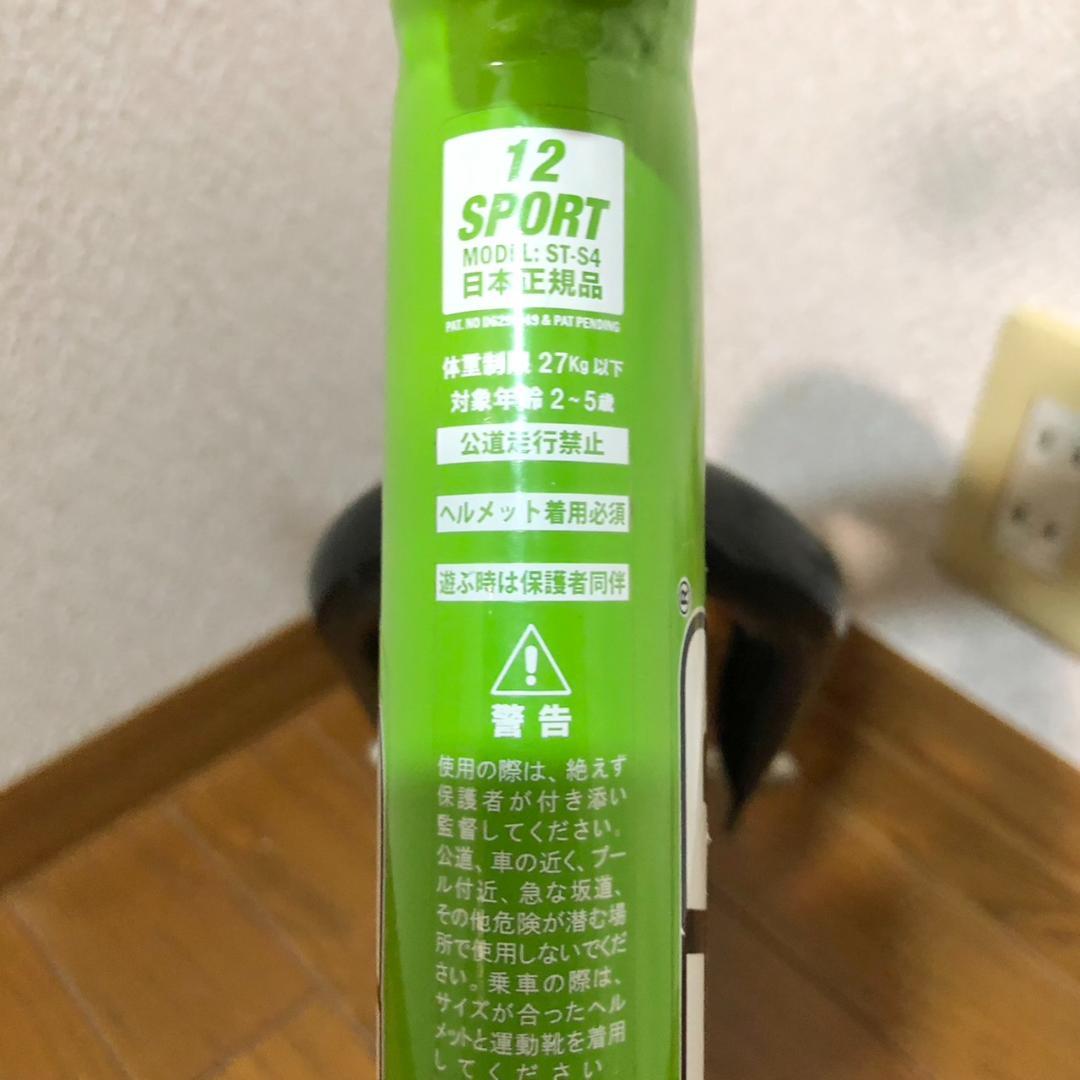 12
SPORT
MODEL: ST-S4
日本正規品
PAT. NO & PAT PENDING
体重制限 27Kg 以下
対象年齢 2~5歳
公道走行禁止
ヘルメット着用必須
遊ぶ時は保護者同伴
警告
使用の際は、絶えず
保護者が付き添い
監督してください。
公道、車の近く、プー
ル付近、急な坂道、
その他危険が潜む場
所で使用しないでくだ
さい。乗車の際は、
サイズが合ったヘル
メットと運動靴を着用
してください。
®